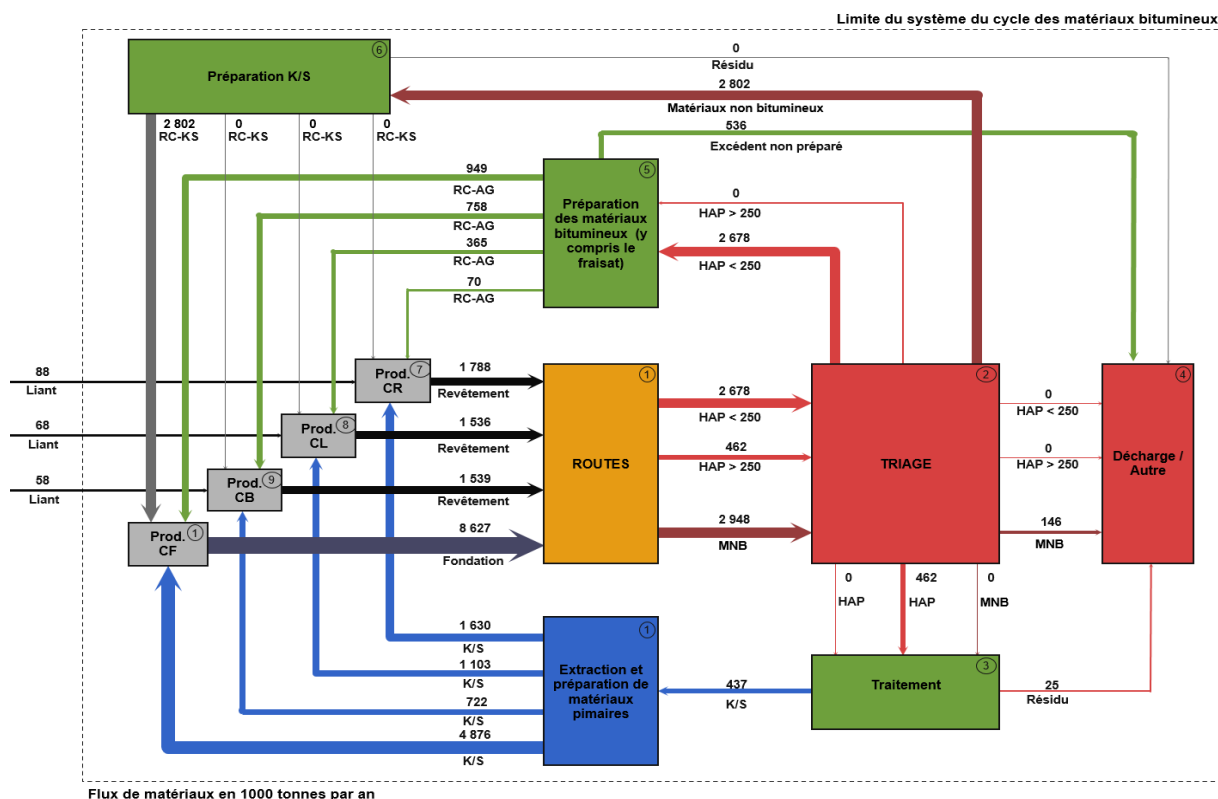 Limite du système du cycle des matériaux bitumineux
6
Préparation K/S
0
Résidu
2 802
Matériaux non bitumineux
2 802
RC-KS
0
RC-KS
0
RC-KS
0
RC-KS
536
Excédent non préparé
5
Préparation
des matériaux
bitumineux (y
compris le
fraisat)
949
RC-AG
758
RC-AG
365
RC-AG
70
RC-AG
0
HAP > 250
2 678
HAP < 250
88
Liant
68
Liant
58
Liant
7
Prod.
CR
8
Prod.
CL
9
Prod.
CB
1
Prod.
CF
1 788
Revêtement
1 536
Revêtement
1 539
Revêtement
8 627
Fondation
1
ROUTES
2 678
HAP < 250
462
HAP > 250
2 948
MNB
2
TRIAGE
0
HAP < 250
0
HAP > 250
146
MNB
4
Décharge /
Autre
0
HAP
462
HAP
0
MNB
1 630
K/S
1 103
K/S
722
K/S
4 876
K/S
1
Extraction et
préparation de
matériaux
pimaires
437
K/S
3
Traitement
25
Résidu
Flux de matériaux en 1000 tonnes par an